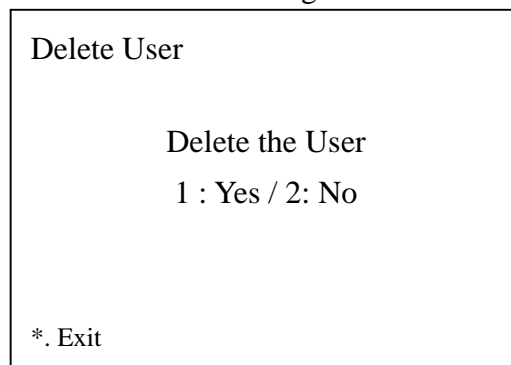 Delete User
Delete the User
1 : Yes / 2: No
*. Exit